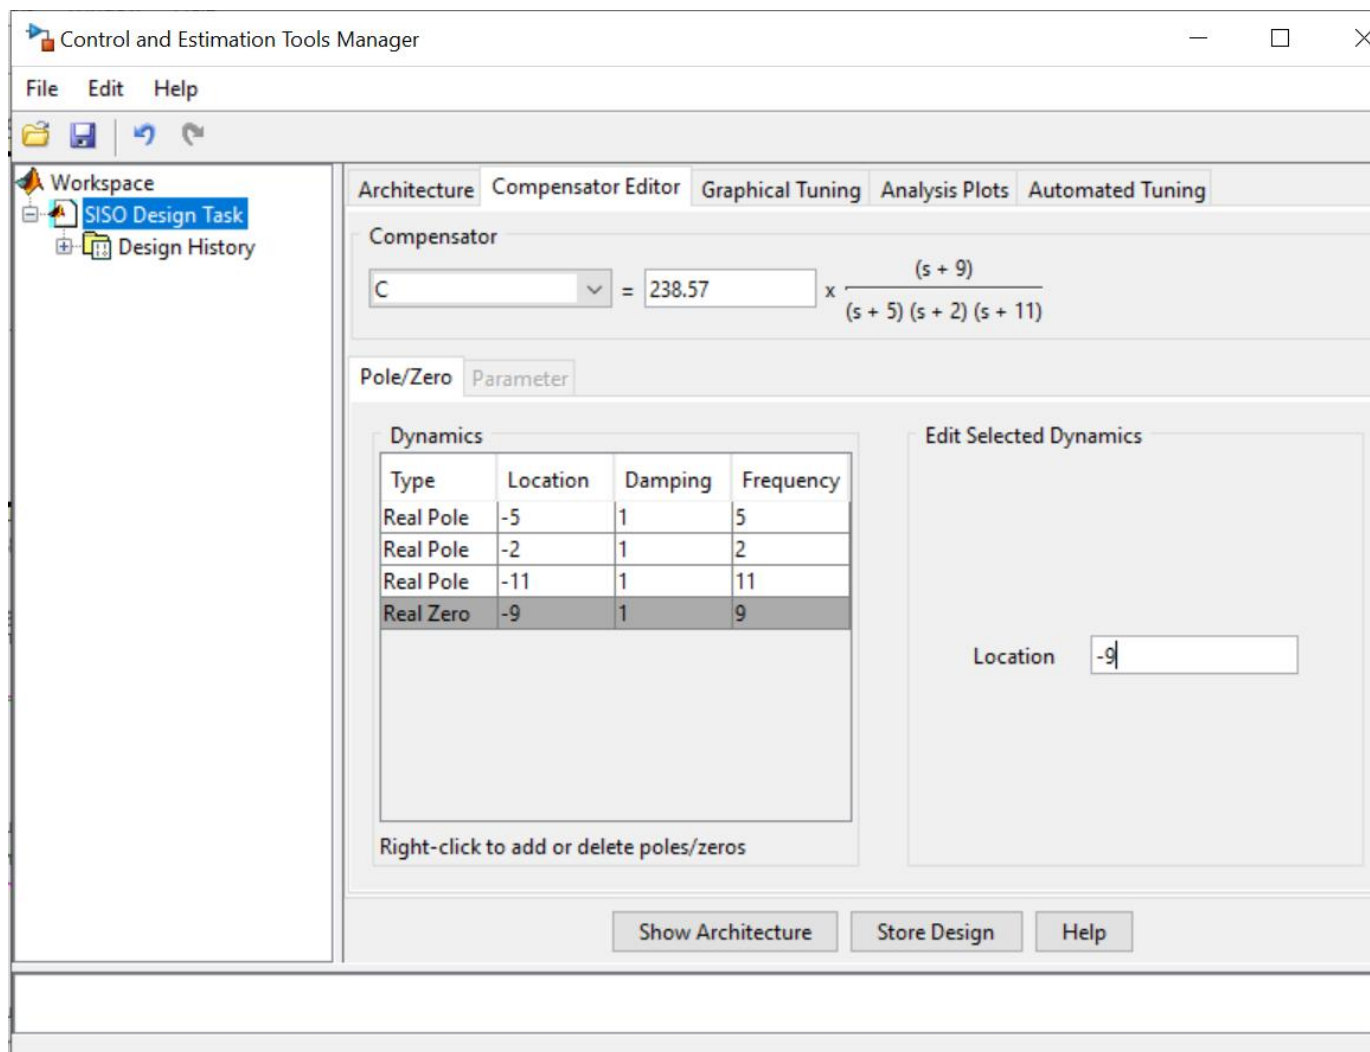 Control and Estimation Tools Manager
File Edit Help
Workspace
SISO Design Task
Design History
Architecture Compensator Editor Graphical Tuning Analysis Plots Automated Tuning
Compensator
C = 238.57 x (s + 9)
(s + 5) (s + 2) (s + 11)
Pole/Zero Parameter
Dynamics
Type Location Damping Frequency
Real Pole -5 1 5
Real Pole -2 1 2
Real Pole -11 1 11
Real Zero -9 1 9
Right-click to add or delete poles/zeros
Edit Selected Dynamics
Location -9
Show Architecture Store Design Help